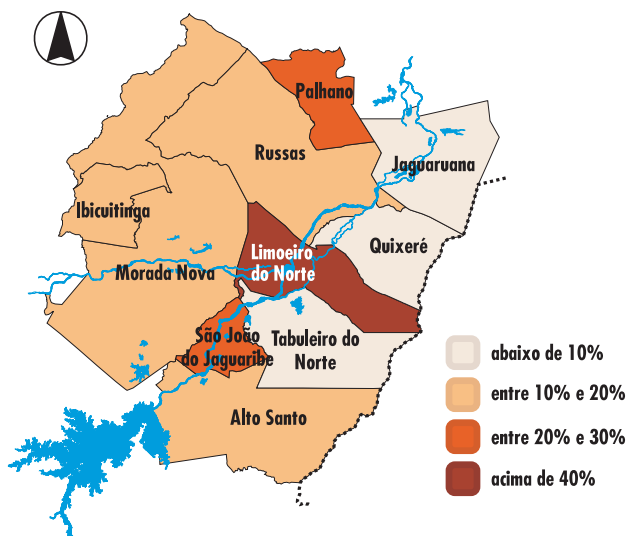 Palhano
Russas
Jaguaruana
Ibicuitinga
Quixeré
Limoeiro
do Norte
Morada Nova
São João
do Jaguaribe
Tabuleiro do
Norte
Alto Santo
abaixo de 10%
entre 10% e 20%
entre 20% e 30%
acima de 40%